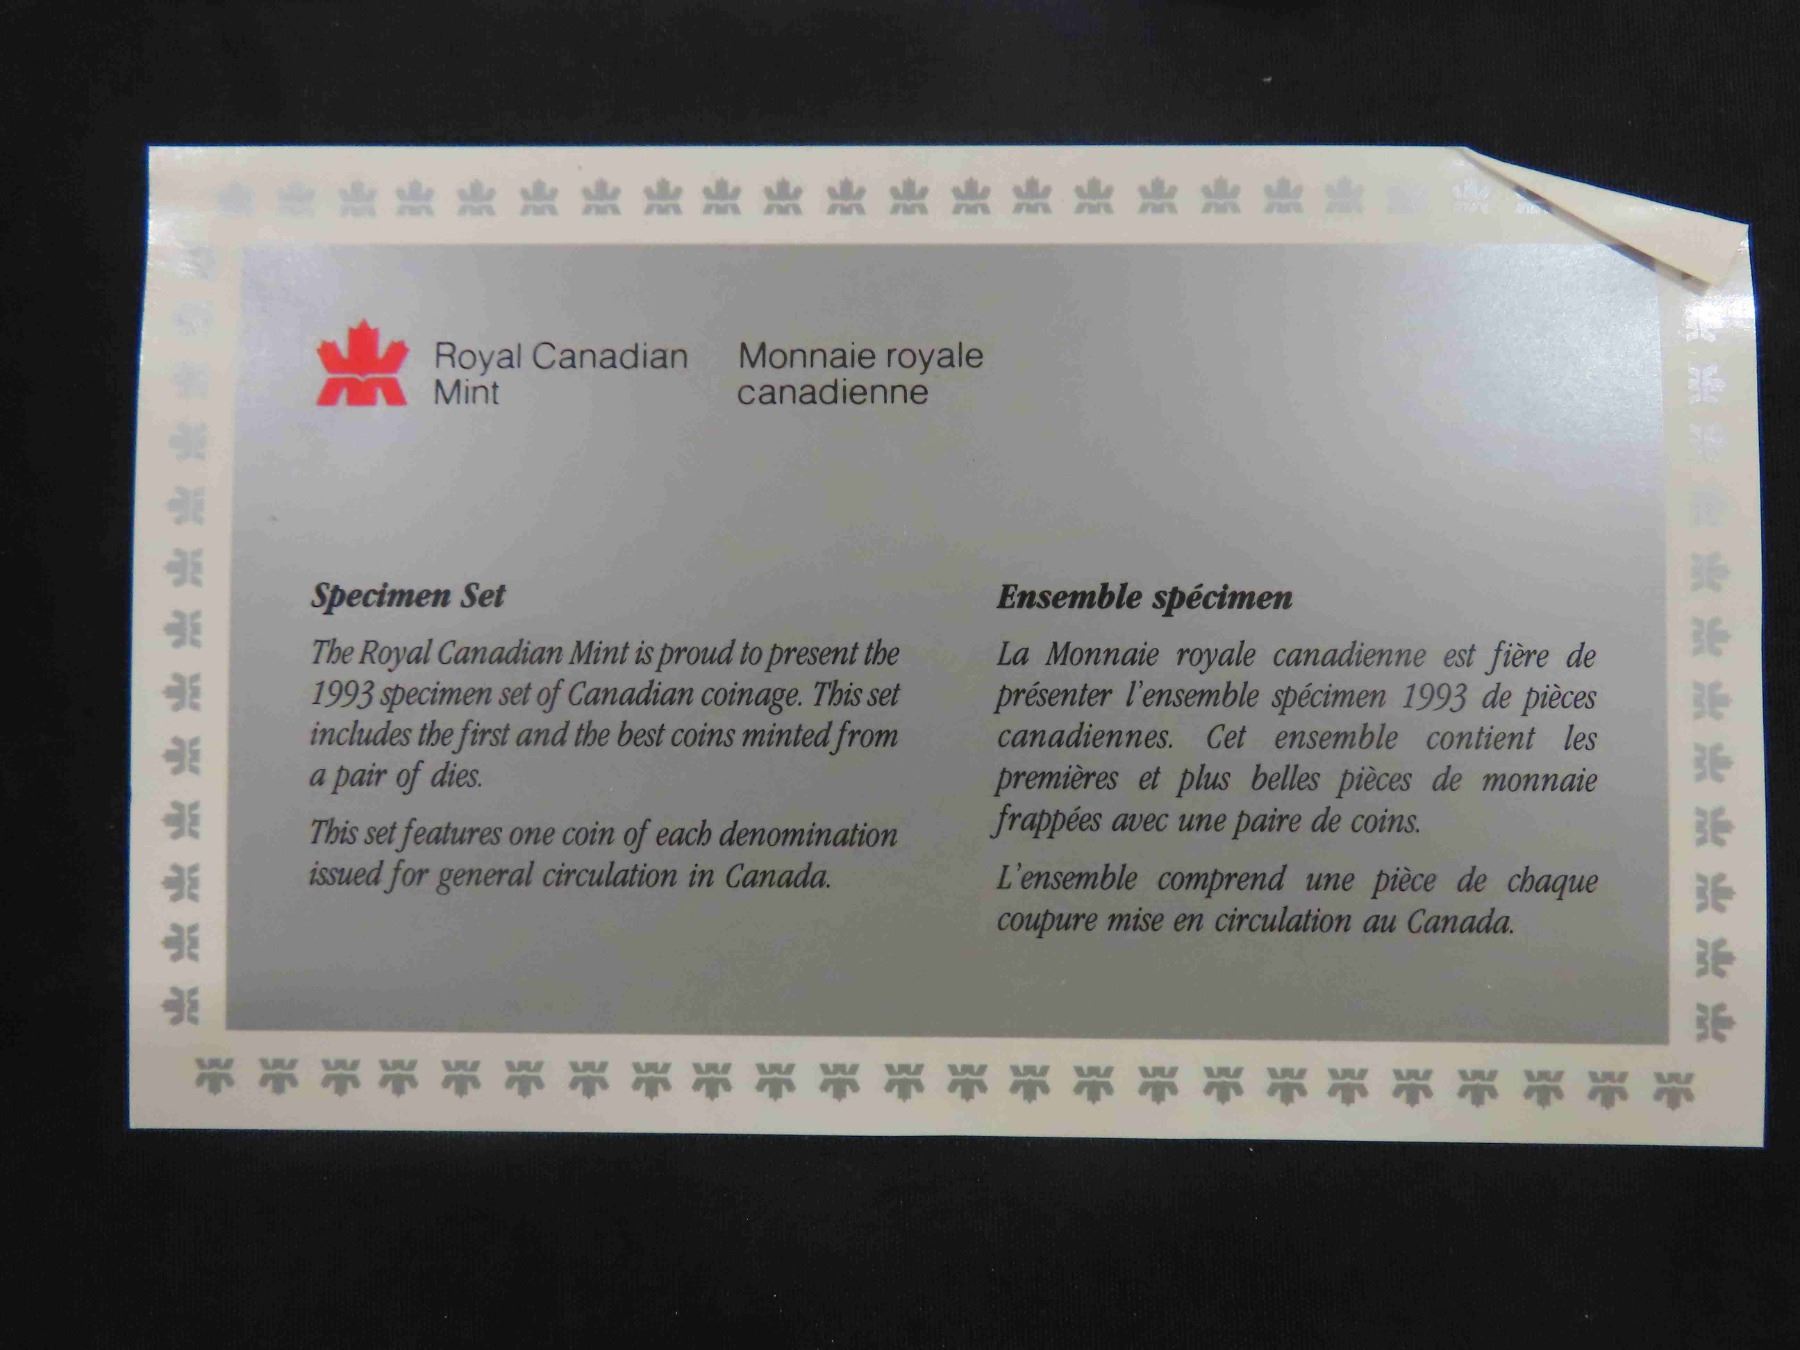 Royal Canadian
Mint
Monnaie royale
canadienne
Specimen Set
The Royal Canadian Mint is proud to present the
1993 specimen set of Canadian coinage. This set
includes the first and the best coins minted from
a pair of dies.
This set features one coin of each denomination
issued for general circulation in Canada.
Ensemble spécimen
La Monnaie royale canadienne est fière de
présenter l'ensemble spécimen 1993 de pièces
canadiennes. Cet ensemble contient les
premières et plus belles pièces de monnaie
frappées avec une paire de coins.
L'ensemble comprend une pièce de chaque
coupure mise en circulation au Canada.